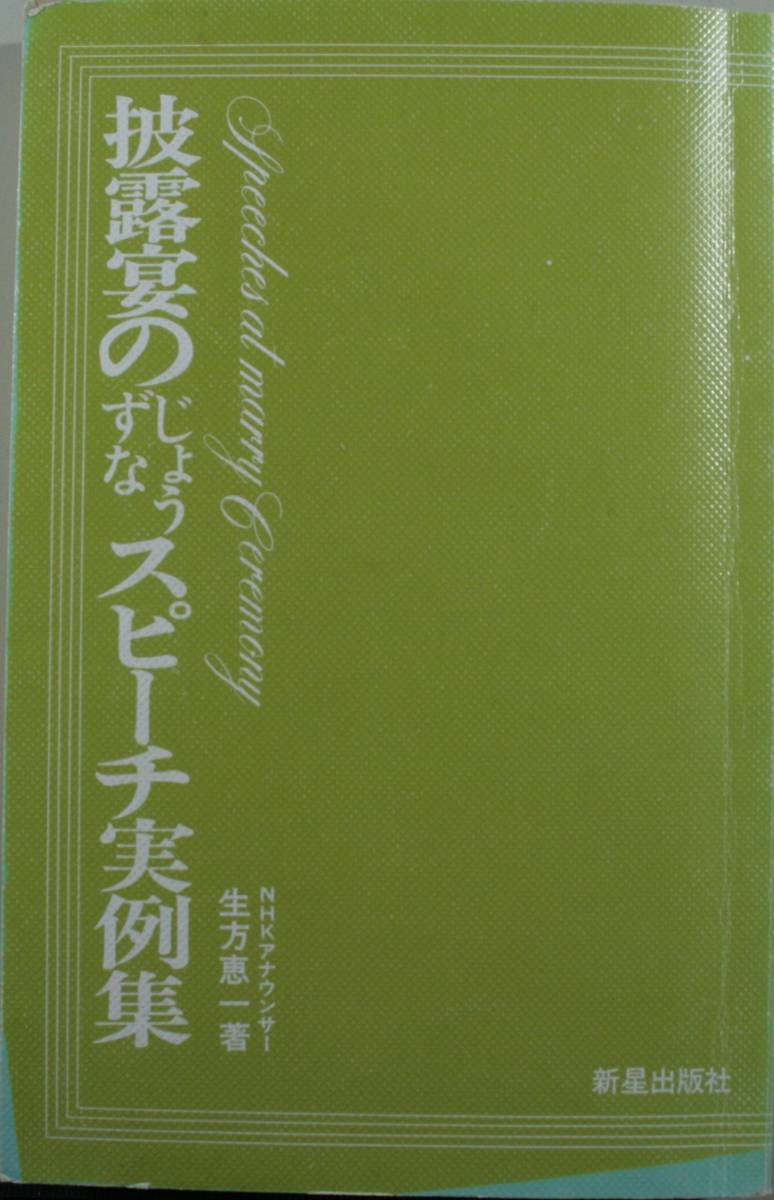 披露宴のじょうずなスピーチ実例集
Speeches at marry Ceremony
NHKアナウンサー
生方恵一著
新星出版社